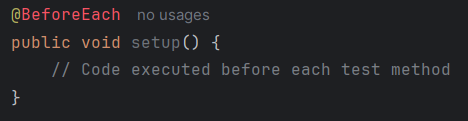 @BeforeEach no usages
public void setup() {
    // Code executed before each test method
}